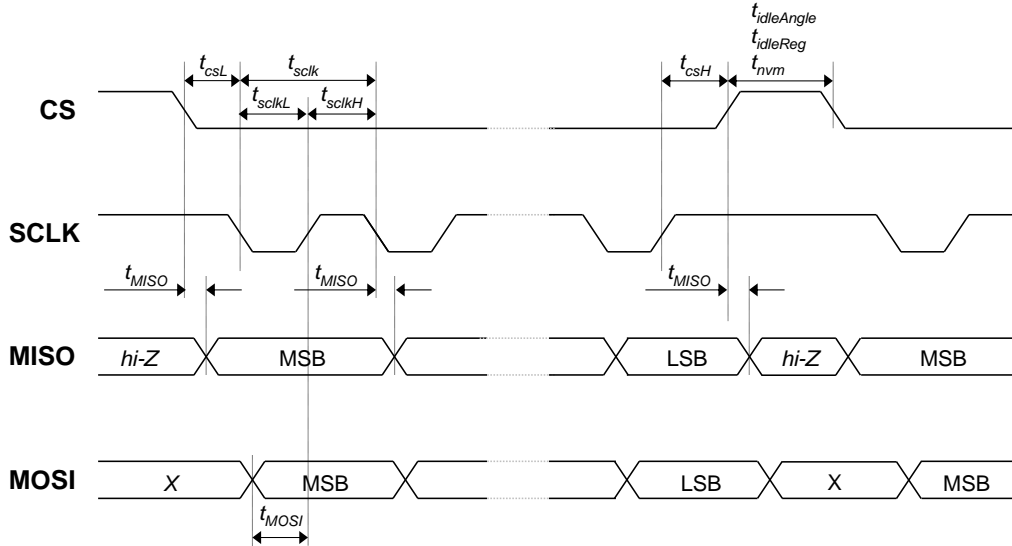 t_idleAngle
t_idleReg
t_csL t_sclk t_csH t_nvm
t_sclkL t_sclkH
CS
SCLK
t_MISO t_MISO t_MISO
MISO hi-Z MSB LSB hi-Z MSB
MOSI X MSB LSB X MSB
t_MOSI